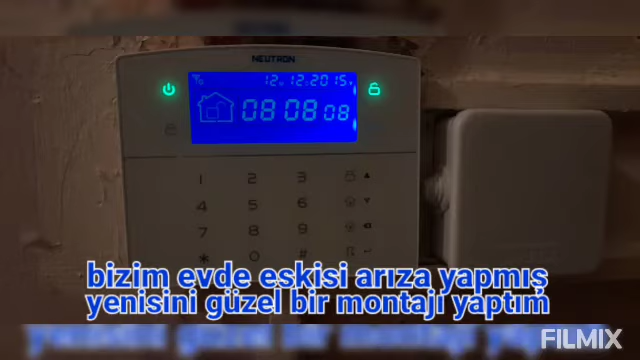 NEUTRON
12.12.2015.
08 08 08
1 2 3
4 5 6
7 8 9
* 0 #
bizim evde eskisi arıza yapmış
yenisini güzel bir montajı yaptım
FILMIX